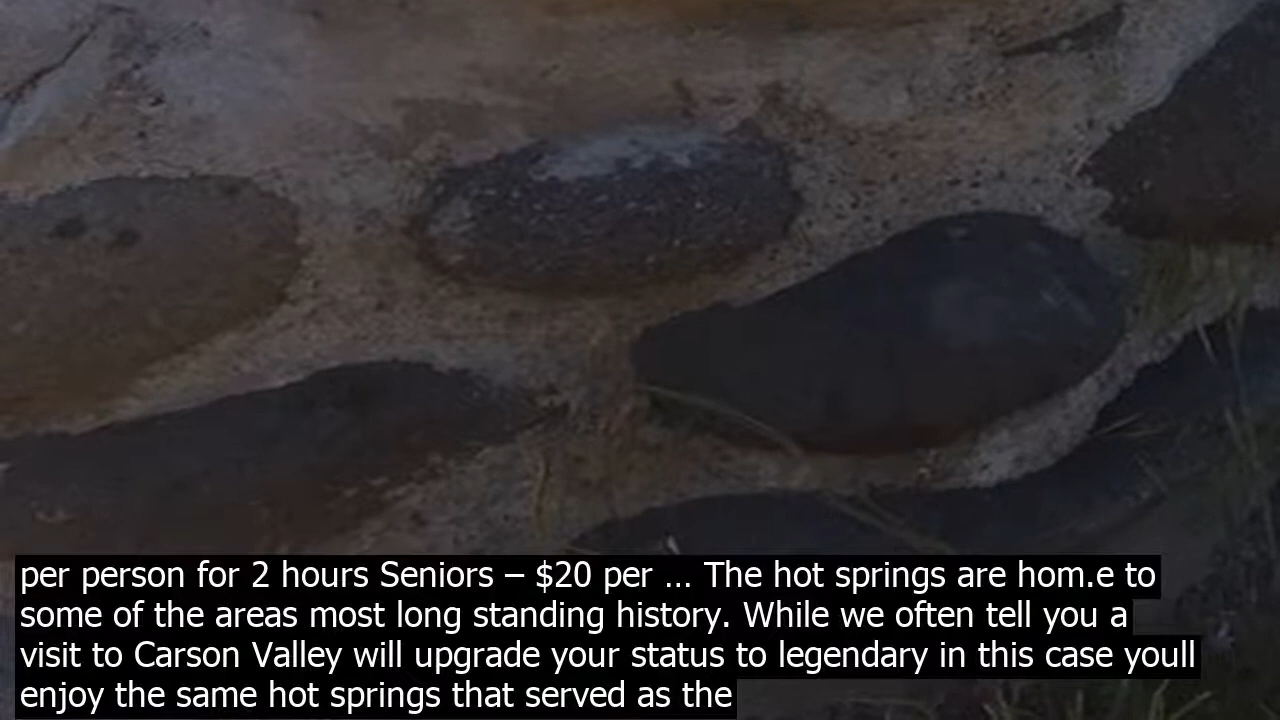 per person for 2 hours Seniors – $20 per ... The hot springs are hom.e to
some of the areas most long standing history. While we often tell you a
visit to Carson Valley will upgrade your status to legendary in this case youll
enjoy the same hot springs that served as the